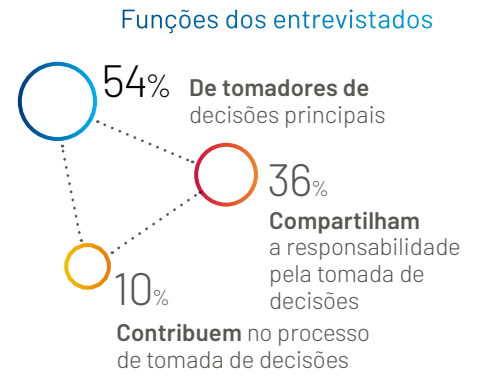 Funções dos entrevistados
54%
De tomadores de
decisões principais
36%
Compartilham
a responsabilidade
pela tomada de
decisões
10%
Contribuem no processo
de tomada de decisões